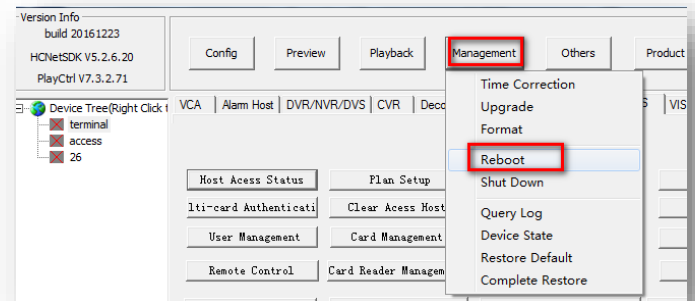 Version Info
build 20161223
HCNetSDK V5.2.6.20
PlayCtrl V7.3.2.71
Config Preview Playback Management Others Product
Device Tree(Right Click t
terminal
access
26
VCA Alarm Host DVR/NVR/DVS CVR Deco S VIS
Time Correction
Upgrade
Format
Reboot
Shut Down
Query Log
Device State
Restore Default
Complete Restore
Host Acess Status Plan Setup
lti-card Authenticati Clear Acess Host
User Management Card Management
Remote Control Card Reader Managem